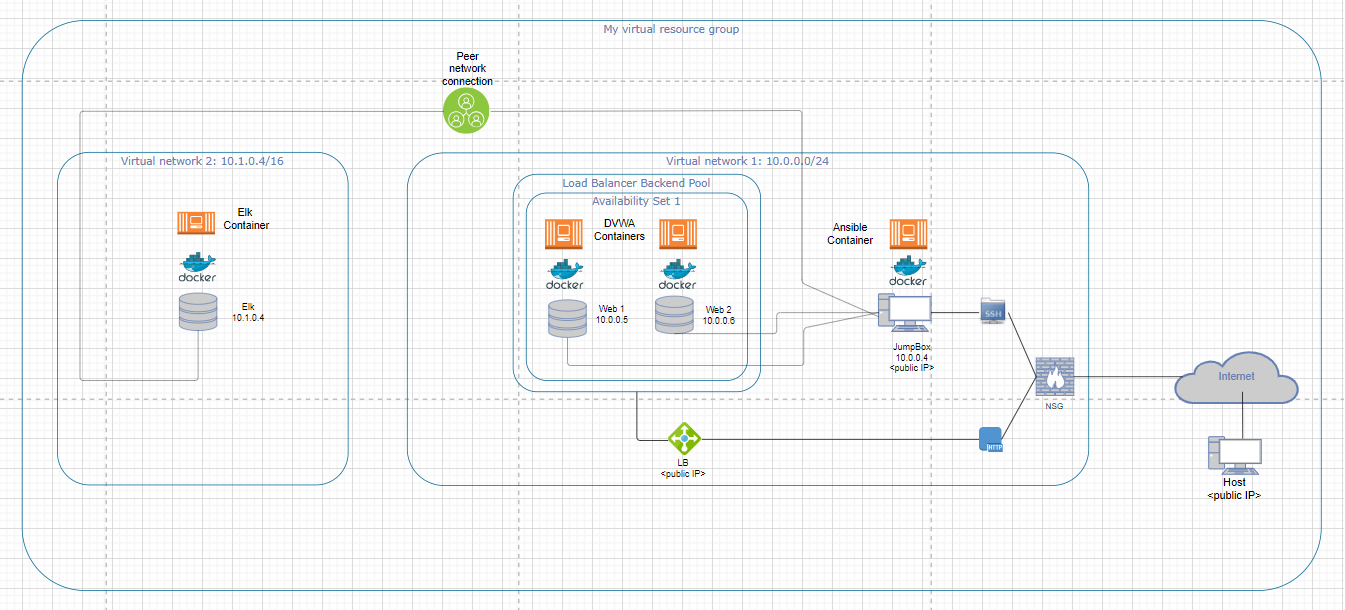 My virtual resource group
Peer
network
connection
Virtual network 2: 10.1.0.4/16
Elk
Container
docker
Elk
10.1.0.4
Virtual network 1: 10.0.0.0/24
Load Balancer Backend Pool
Availability Set 1
DVWA
Containers
docker
docker
Web 1
10.0.0.5
Web 2
10.0.0.6
Ansible
Container
docker
JumpBox
10.0.0.4
<public IP>
SSH
NSG
HTTP
LB
<public IP>
Internet
Host
<public IP>